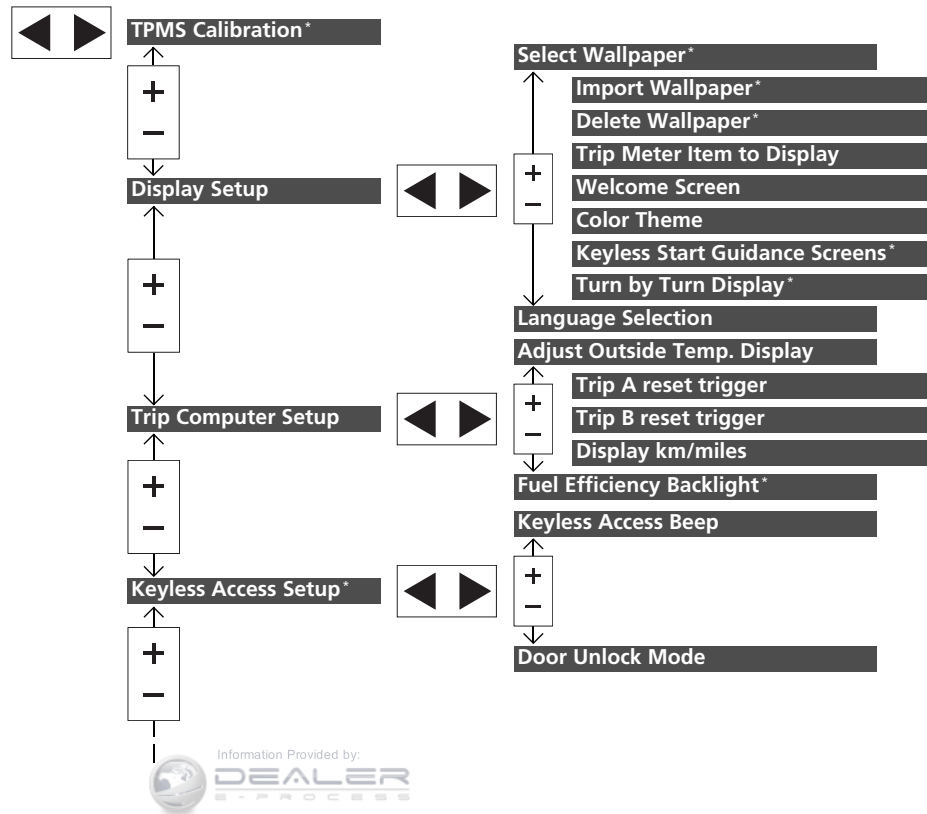 TPMS Calibration*
Select Wallpaper*
Import Wallpaper*
Delete Wallpaper*
Trip Meter Item to Display
Welcome Screen
Color Theme
Keyless Start Guidance Screens*
Turn by Turn Display*
Language Selection
Display Setup
Adjust Outside Temp. Display
Trip A reset trigger
Trip B reset trigger
Display km/miles
Fuel Efficiency Backlight*
Trip Computer Setup
Keyless Access Beep
Door Unlock Mode
Keyless Access Setup*
+
−
+
−
+
−
+
−
+
−
+
−
+
−
Information Provided by:
DEALER
E-PROCESS